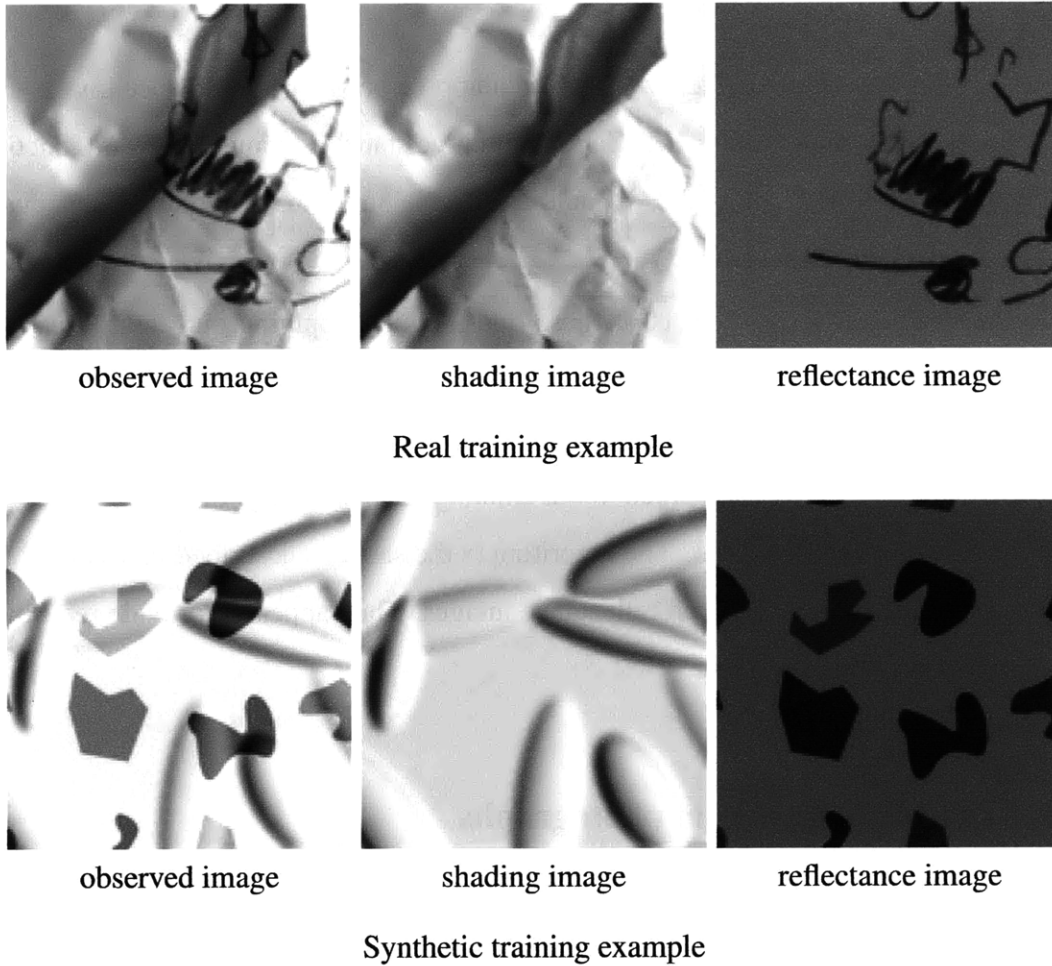 observed image shading image reflectance image
Real training example
observed image shading image reflectance image
Synthetic training example